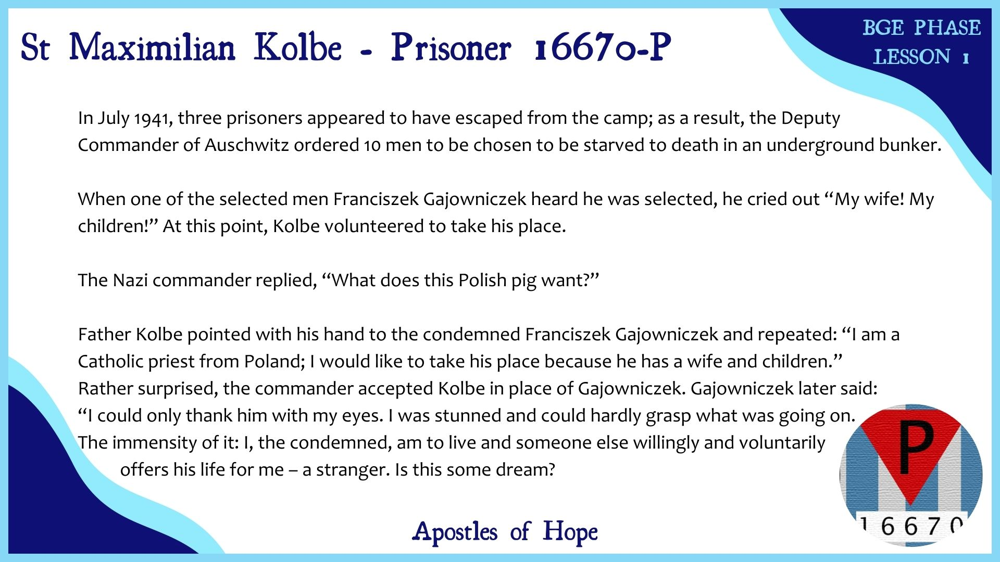 St Maximilian Kolbe - Prisoner 16670-P
BGE PHASE
LESSON 1
In July 1941, three prisoners appeared to have escaped from the camp; as a result, the Deputy
Commander of Auschwitz ordered 10 men to be chosen to be starved to death in an underground bunker.
When one of the selected men Franciszek Gajowniczek heard he was selected, he cried out “My wife! My
children!” At this point, Kolbe volunteered to take his place.
The Nazi commander replied, “What does this Polish pig want?”
Father Kolbe pointed with his hand to the condemned Franciszek Gajowniczek and repeated: “I am a
Catholic priest from Poland; I would like to take his place because he has a wife and children.”
Rather surprised, the commander accepted Kolbe in place of Gajowniczek. Gajowniczek later said:
“I could only thank him with my eyes. I was stunned and could hardly grasp what was going on.
The immensity of it: I, the condemned, am to live and someone else willingly and voluntarily
offers his life for me – a stranger. Is this some dream?
P
16670
Apostles of Hope